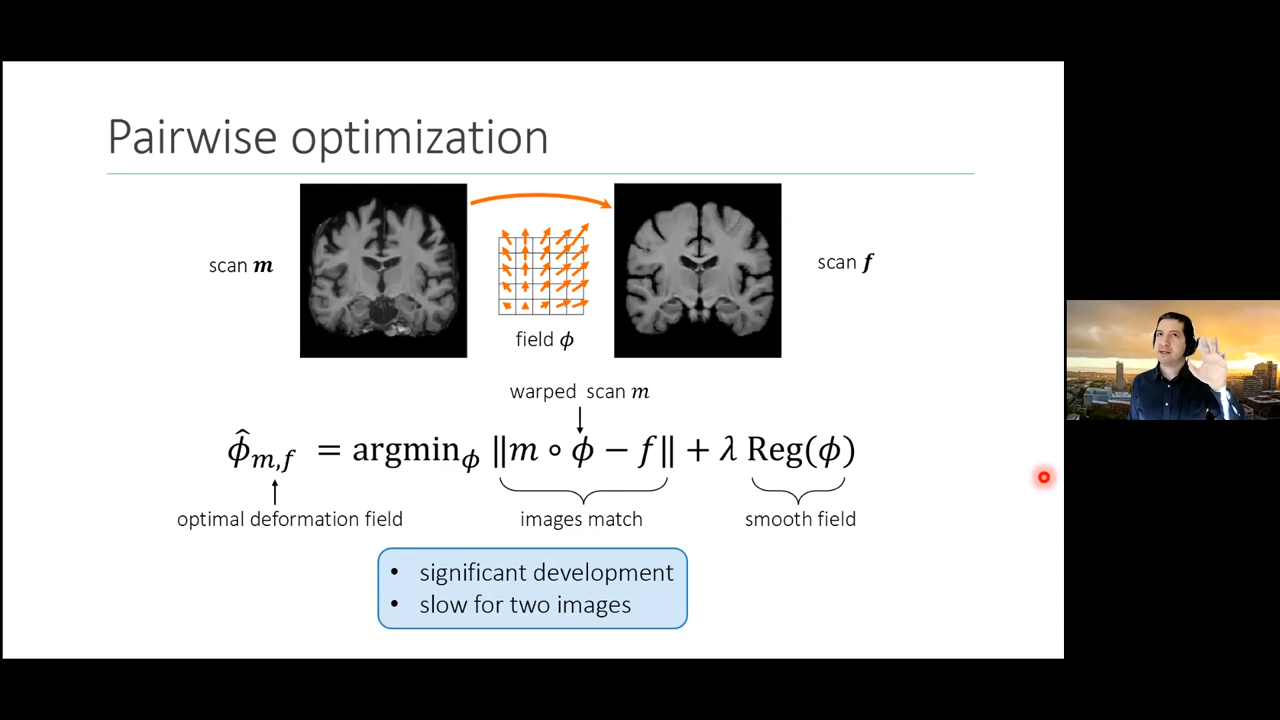 Pairwise optimization
scan m
scan f
field ϕ
warped scan m
ϕ̂m,f = argminϕ ‖m ∘ ϕ − f‖ + λ Reg(ϕ)
optimal deformation field
images match
smooth field
• significant development
• slow for two images